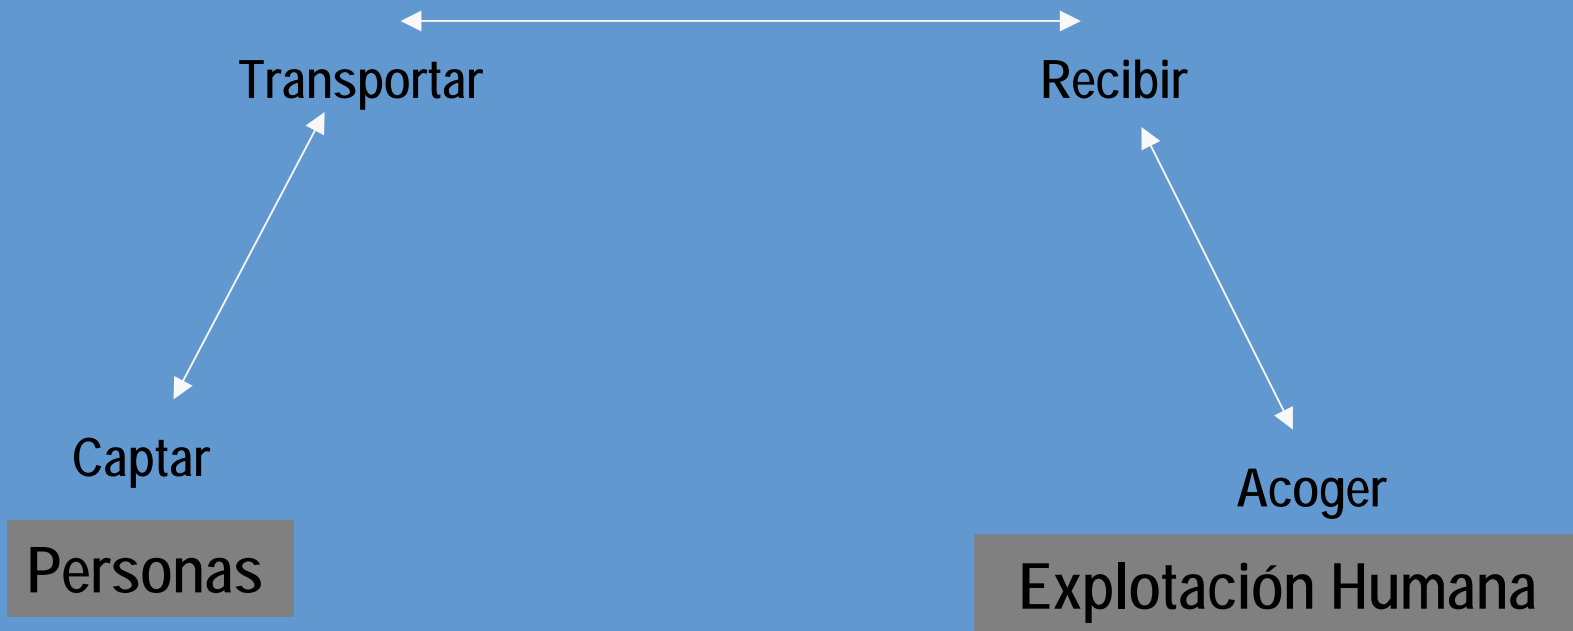 Transportar
Recibir
Captar
Acoger
Personas
Explotación Humana